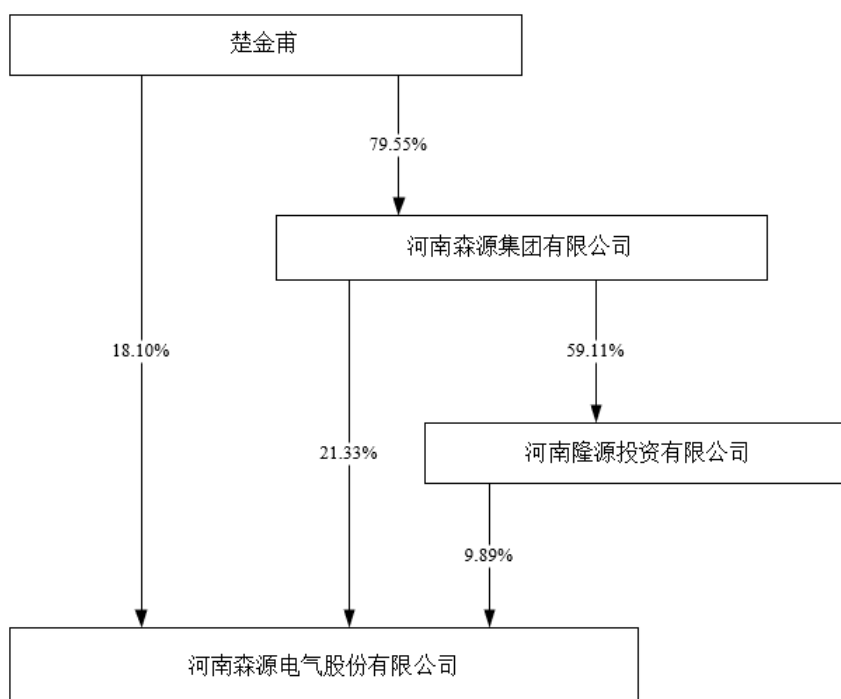 楚金甫
79.55%
河南森源集团有限公司
18.10%
59.11%
21.33%
河南隆源投资有限公司
9.89%
河南森源电气股份有限公司